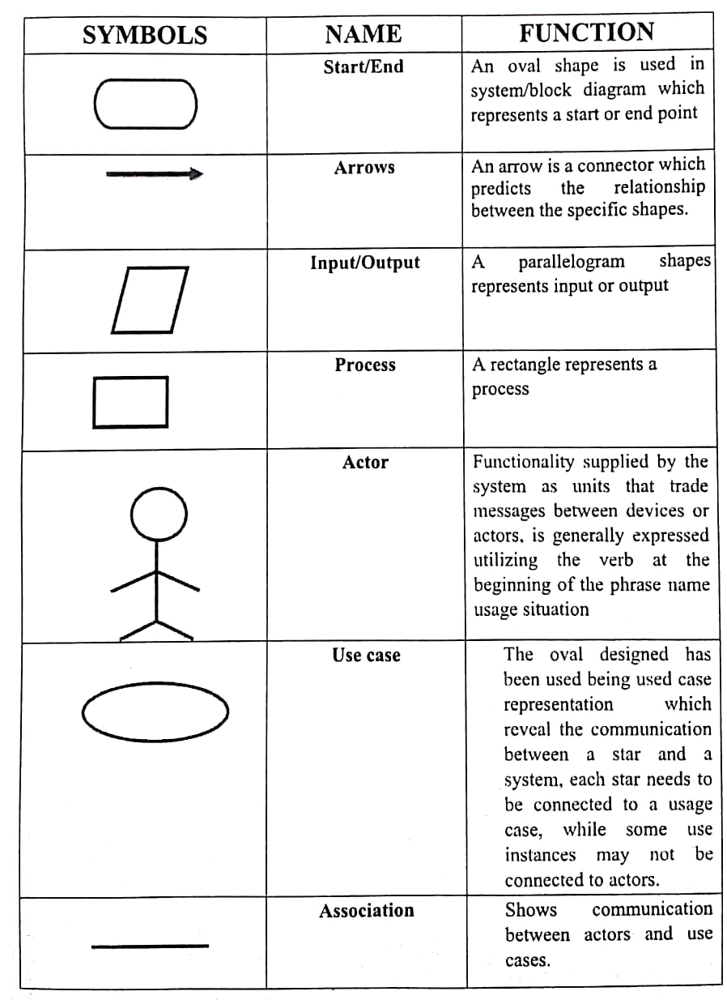 SYMBOLS NAME FUNCTION
Start/End
An oval shape is used in
system/block diagram which
represents a start or end point
Arrows
An arrow is a connector which
predicts the relationship
between the specific shapes.
Input/Output
A parallelogram shapes
represents input or output
Process
A rectangle represents a
process
Actor
Functionality supplied by the
system as units that trade
messages between devices or
actors, is generally expressed
utilizing the verb at the
beginning of the phrase name
usage situation
Use case
The oval designed has
been used being used case
representation which
reveal the communication
between a star and a
system, each star needs to
be connected to a usage
case, while some use
instances may not be
connected to actors.
Association
Shows communication
between actors and use
cases.